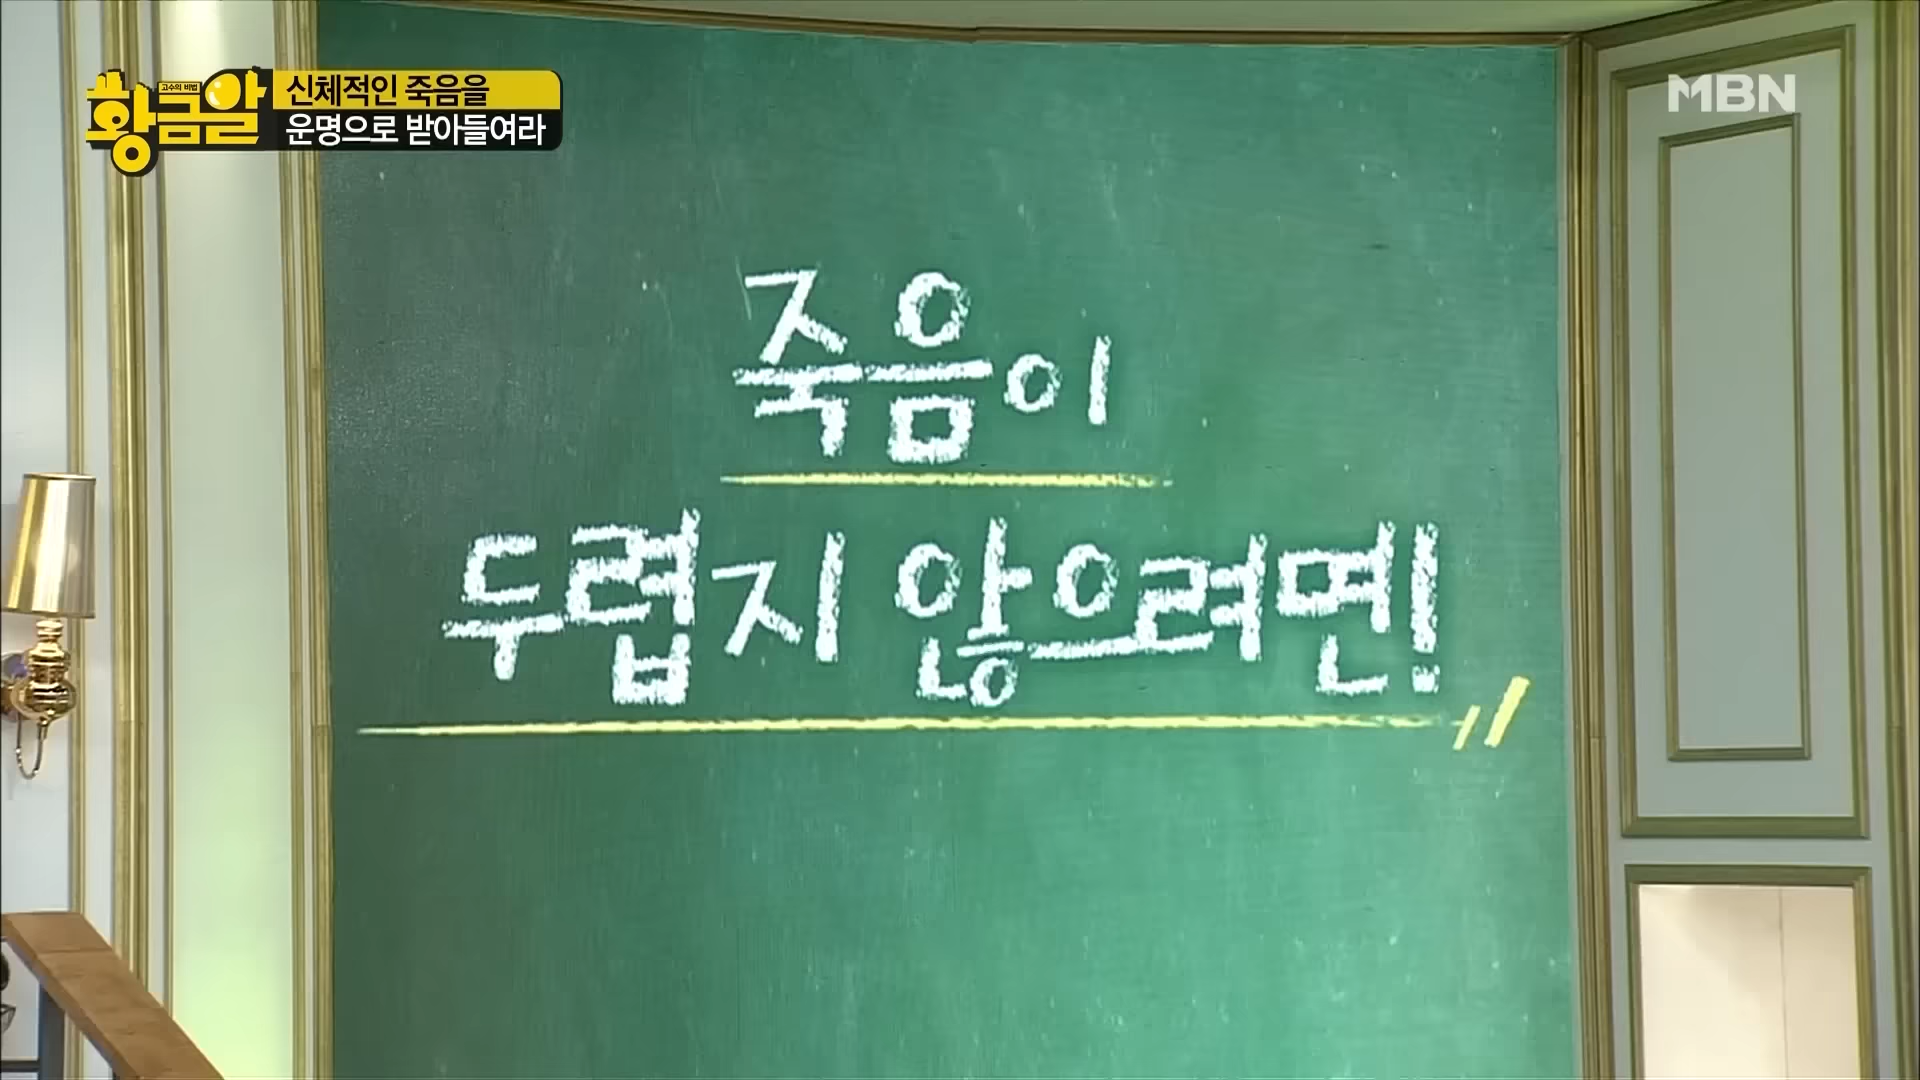 고수의 비법
황금알
신체적인 죽음을
운명으로 받아들여라
MBN
죽음이
두렵지 않으려면!